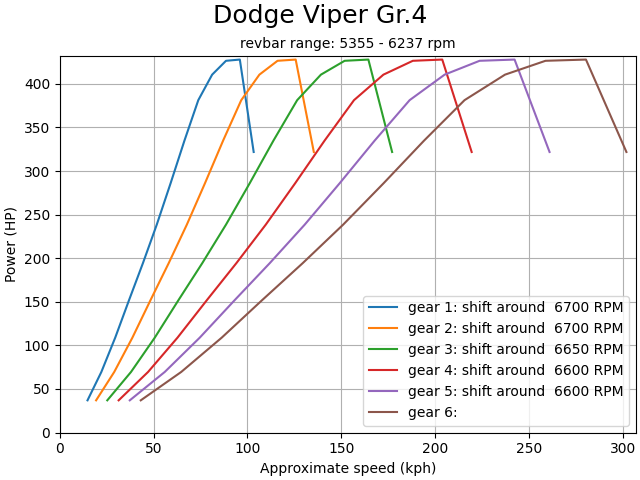 Dodge Viper Gr.4
revbar range: 5355 - 6237 rpm
400
350
300
250
200
150
100
50
0
Power (HP)
gear 1: shift around  6700 RPM
gear 2: shift around  6700 RPM
gear 3: shift around  6650 RPM
gear 4: shift around  6600 RPM
gear 5: shift around  6600 RPM
gear 6:
0 50 100 150 200 250 300
Approximate speed (kph)